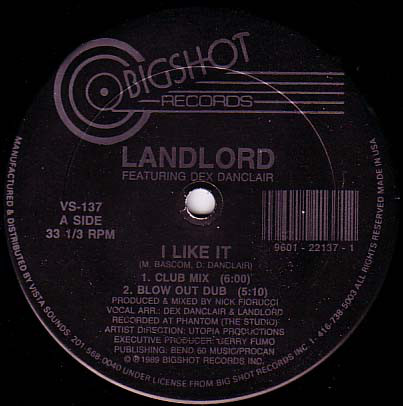 BIGSHOT
RECORDS
LANDLORD
FEATURING DEX DANCLAIR
VS-137
A SIDE
33 1/3 RPM
9601 - 22137 - 1
I LIKE IT
(M. BASCOM, D. DANCLAIR)
1. CLUB MIX (6:00)
2. BLOW OUT DUB (5:10)
PRODUCED & MIXED BY NICK FIORUCCI
VOCAL ARR: DEX DANCLAIR & LANDLORD
RECORDED AT PHANTOM (THE STUDIO)
ARTIST DIRECTION: UTOPIA PRODUCTIONS
EXECUTIVE PRODUCER: GERRY FUMO
PUBLISHING: BEND 60 MUSIC/PROCAN
© ℗ 1989 BIGSHOT RECORDS INC.
MANUFACTURED & DISTRIBUTED BY VISTA SOUNDS. 201-568-0040 UNDER LICENSE FROM BIG SHOT RECORDS INC 1-416-738-5003 ALL RIGHTS RESERVED MADE IN USA